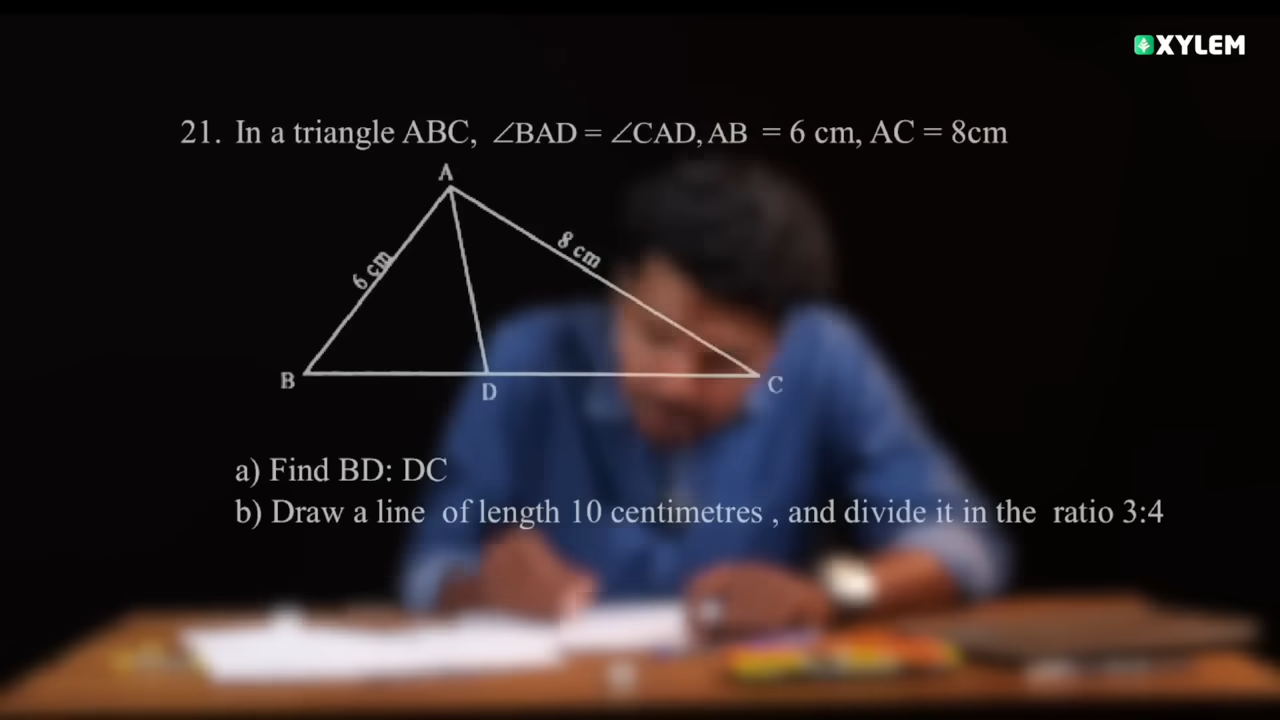 XYLEM
21. In a triangle ABC, ∠BAD = ∠CAD, AB = 6 cm, AC = 8cm
A
6 cm
8 cm
B
D
C
a) Find BD: DC
b) Draw a line of length 10 centimetres , and divide it in the ratio 3:4